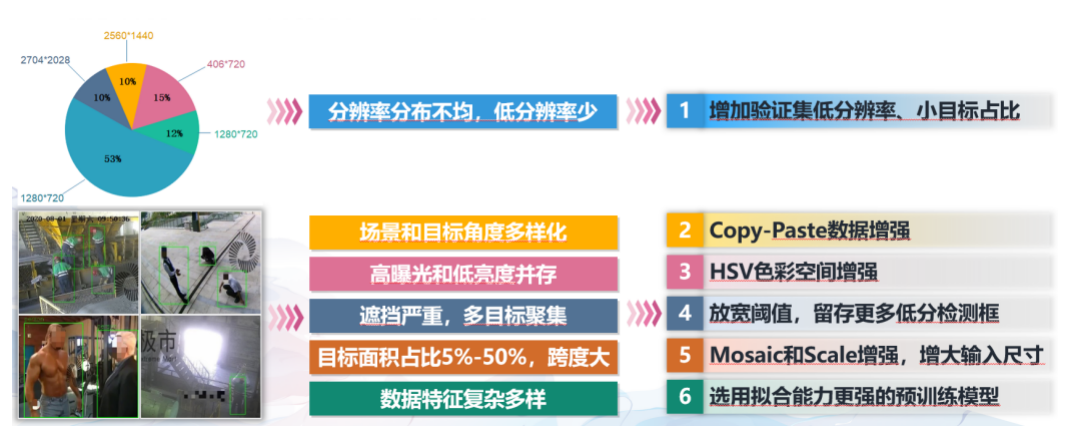 2560*1440
2704*2028
406*720
10%
10%
15%
12%
1280*720
53%
1280*720
分辨率分布不均，低分辨率少
1 增加验证集低分辨率、小目标占比
场景和目标角度多样化
2 Copy-Paste数据增强
高曝光和低亮度并存
3 HSV色彩空间增强
遮挡严重，多目标聚集
4 放宽阈值，留存更多低分检测框
目标面积占比5%-50%，跨度大
5 Mosaic和Scale增强，增大输入尺寸
数据特征复杂多样
6 选用拟合能力更强的预训练模型
级市